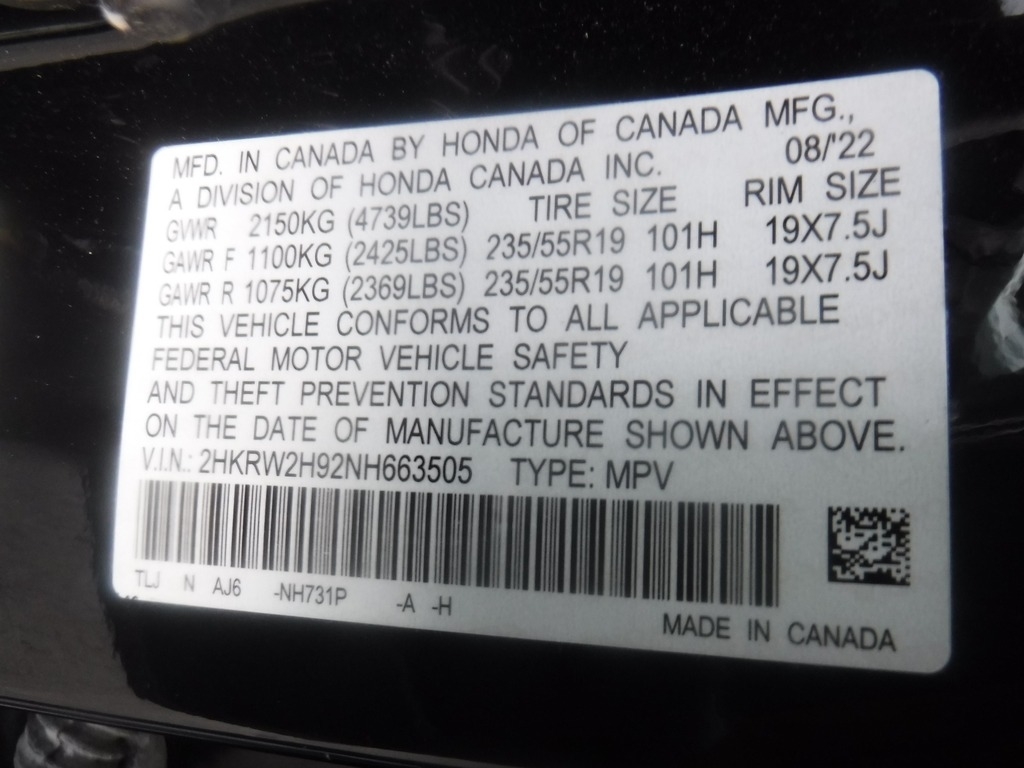 MFD. IN CANADA BY HONDA OF CANADA MFG.,
A DIVISION OF HONDA CANADA INC. 08/'22
GVWR 2150KG (4739LBS) TIRE SIZE RIM SIZE
GAWR F 1100KG (2425LBS) 235/55R19 101H 19X7.5J
GAWR R 1075KG (2369LBS) 235/55R19 101H 19X7.5J
THIS VEHICLE CONFORMS TO ALL APPLICABLE
FEDERAL MOTOR VEHICLE SAFETY
AND THEFT PREVENTION STANDARDS IN EFFECT
ON THE DATE OF MANUFACTURE SHOWN ABOVE.
V.I.N.: 2HKRW2H92NH663505 TYPE: MPV
TLJ N AJ6 -NH731P -A -H
MADE IN CANADA